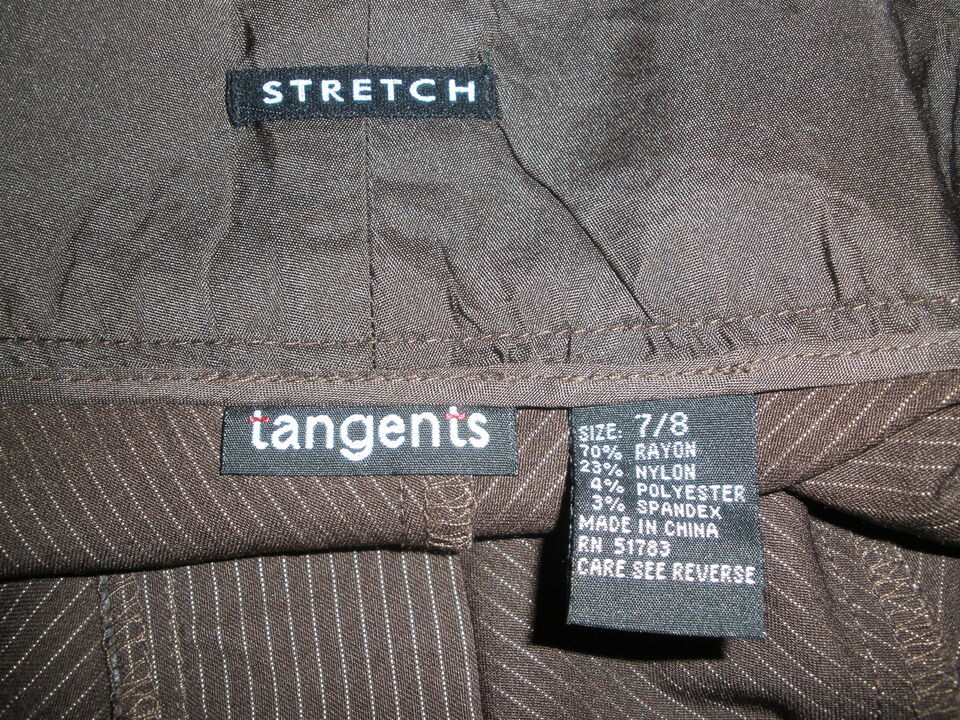 STRETCH
tangents
SIZE: 7/8
70% RAYON
23% NYLON
4% POLYESTER
3% SPANDEX
MADE IN CHINA
RN 51783
CARE SEE REVERSE